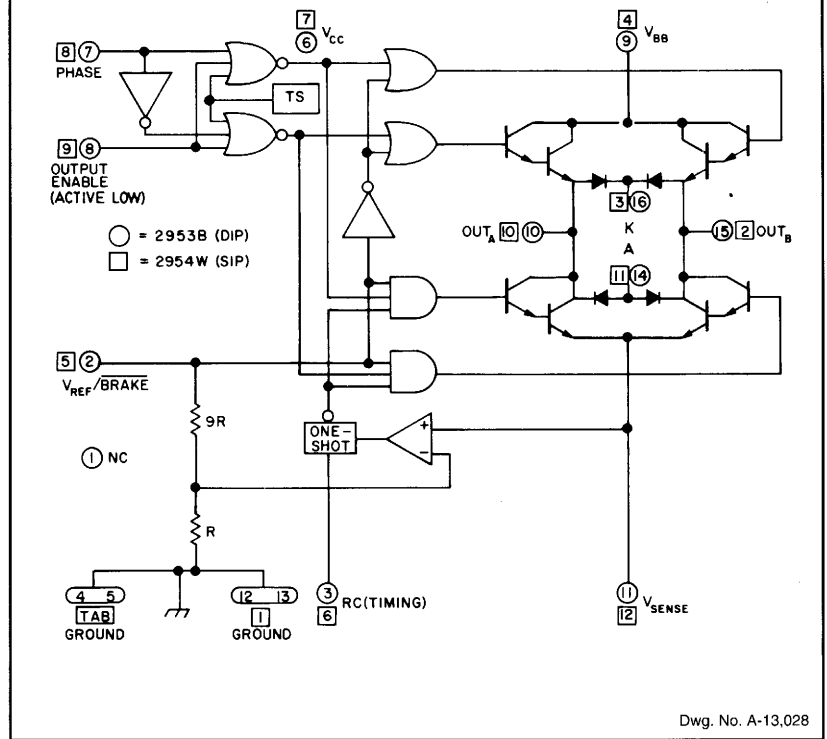 7
6 VCC
4
9 VBB
8 7
PHASE
TS
9 8
OUTPUT
ENABLE
(ACTIVE LOW)
= 2953B (DIP)
= 2954W (SIP)
3 16
OUTA 10 10
K
A
15 2 OUTB
11 14
5 2
VREF/BRAKE
9R
ONE-
SHOT
+
−
1 NC
R
4 5
TAB
GROUND
12 13
1
GROUND
3 RC(TIMING)
6
11
12 VSENSE
Dwg. No. A-13,028